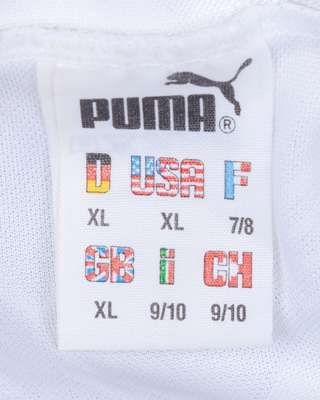 PUMA®
D USA F
XL XL 7/8
GB i CH
XL 9/10 9/10